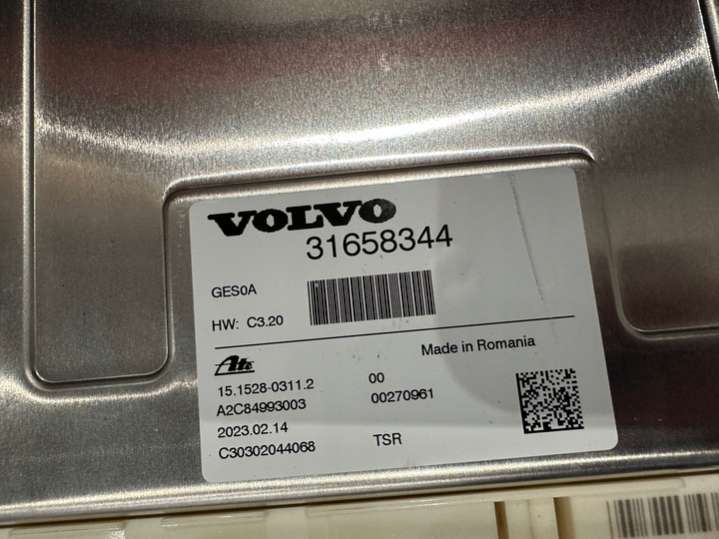 VOLVO
31658344
GES0A
HW: C3.20
Ate
Made in Romania
15.1528-0311.2 00
A2C84993003 00270961
2023.02.14
C30302044068 TSR